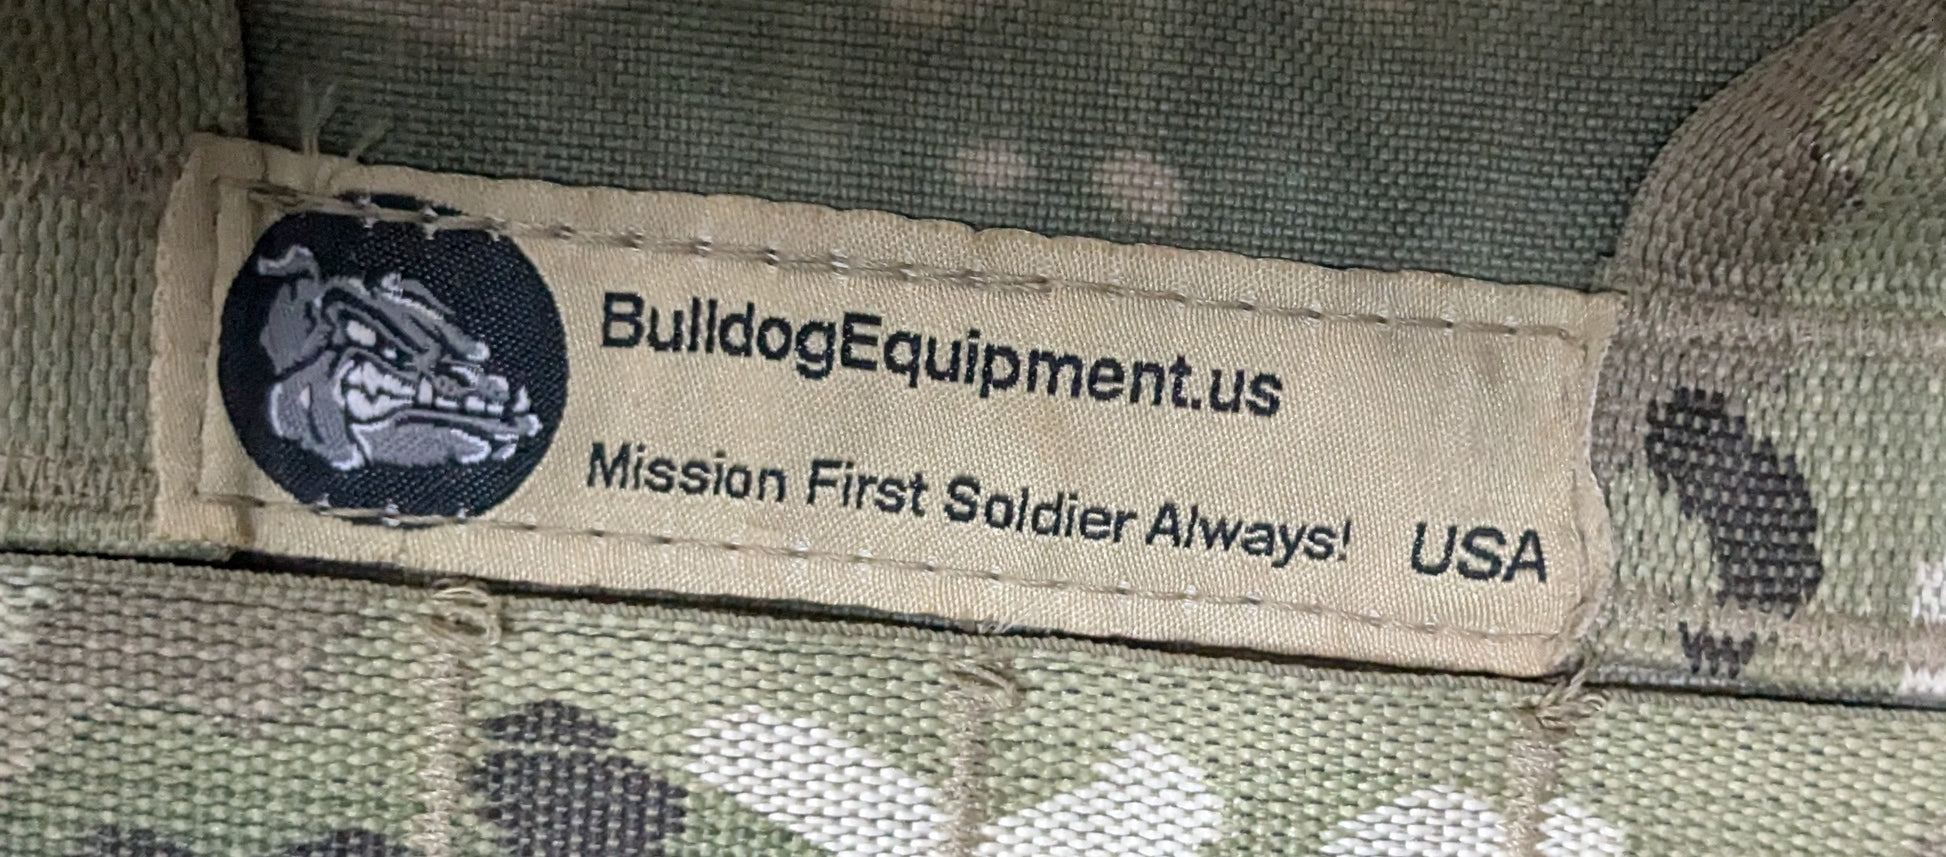 BulldogEquipment.us
Mission First Soldier Always! USA